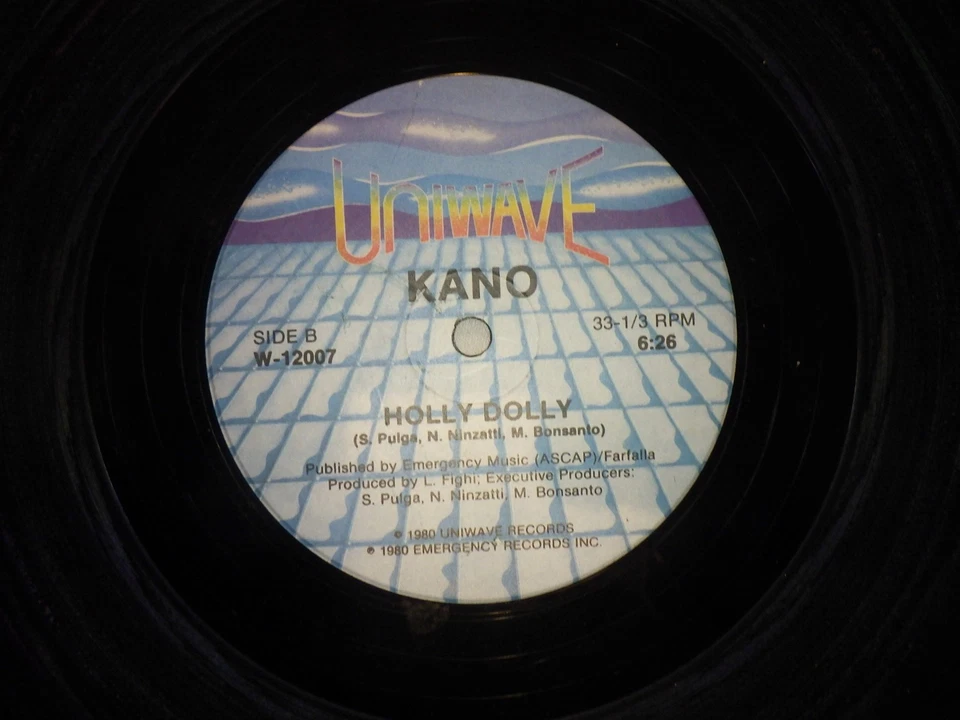 UNIWAVE
KANO
SIDE B
W-12007
33-1/3 RPM
6:26
HOLLY DOLLY
(S. Pulga, N. Ninzatti, M. Bonsanto)
Published by Emergency Music (ASCAP)/Farfalla
Produced by L. Fighi; Executive Producers:
S. Pulga, N. Ninzatti, M. Bonsanto
© 1980 UNIWAVE RECORDS
℗ 1980 EMERGENCY RECORDS INC.